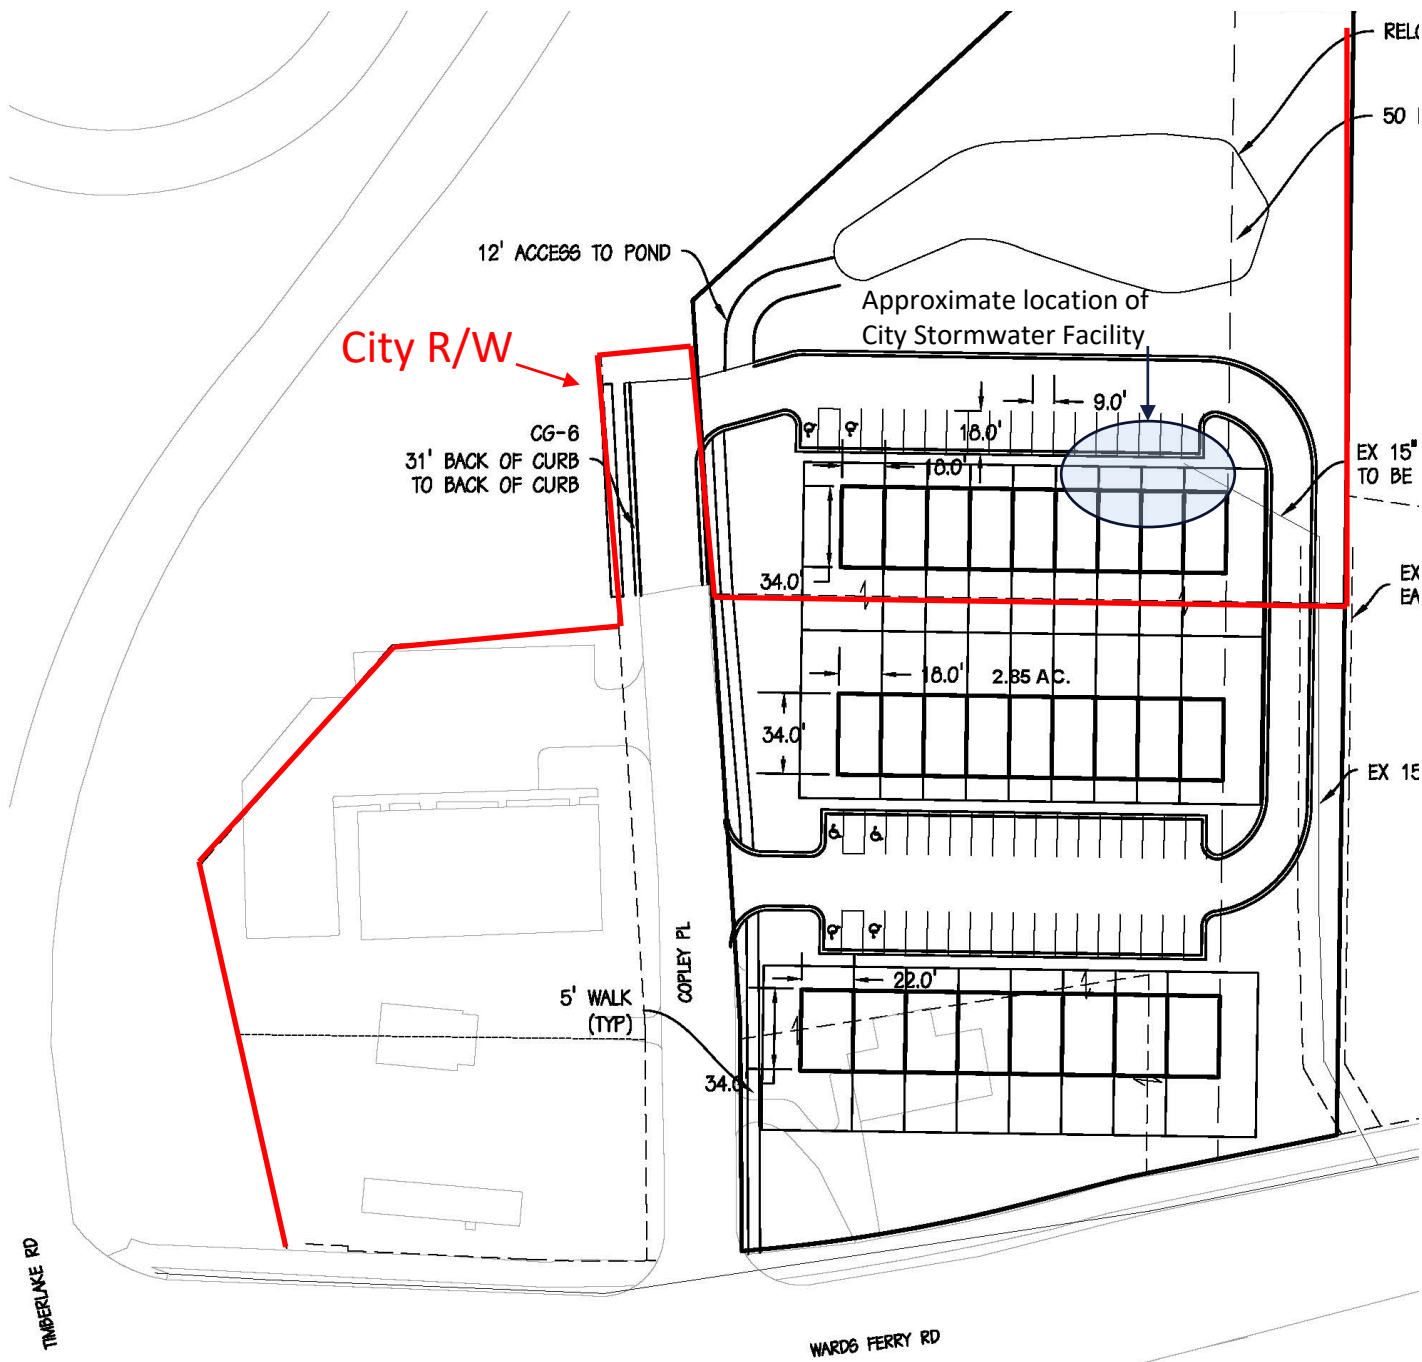 RELO
50
12' ACCESS TO POND
Approximate location of
City Stormwater Facility
City R/W
9.0'
18.0'
CG-6
31' BACK OF CURB
TO BACK OF CURB
18.0'
EX 15"
TO BE
34.0'
EX
EA
18.0'
2.85 AC.
34.0'
EX 15
COPLEY PL
5' WALK
(TYP)
22.0'
34.0'
TIMBERLAKE RD
WARDS FERRY RD